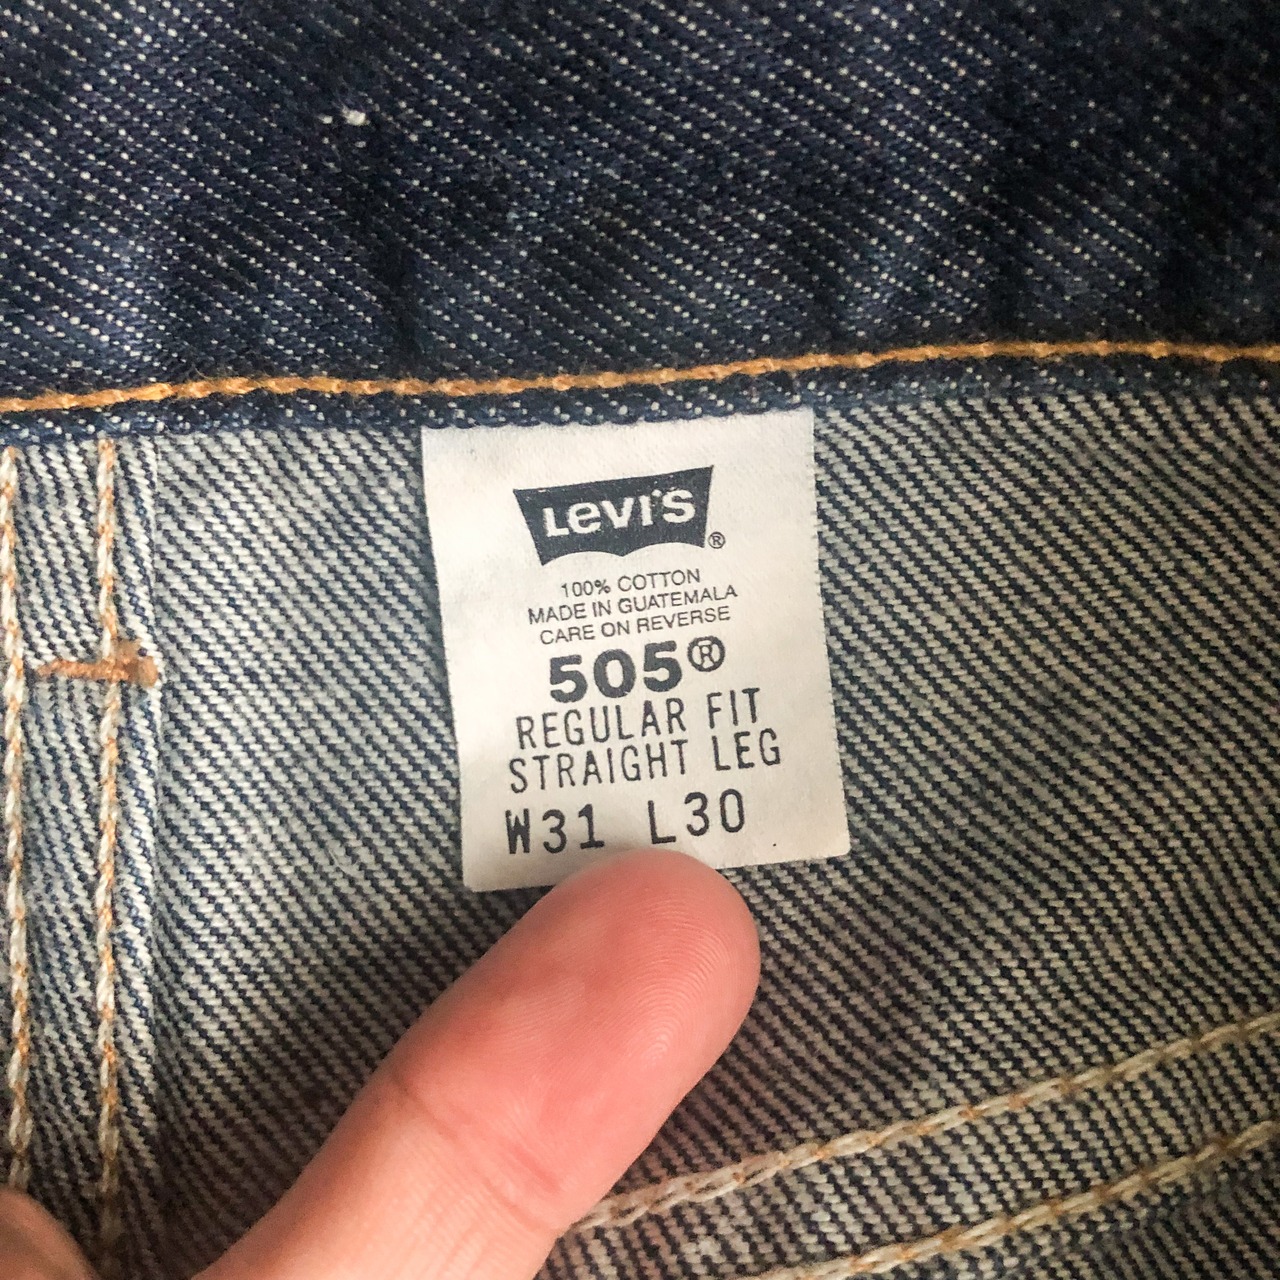 Levi's ®
100% COTTON
MADE IN GUATEMALA
CARE ON REVERSE
505®
REGULAR FIT
STRAIGHT LEG
W31 L30